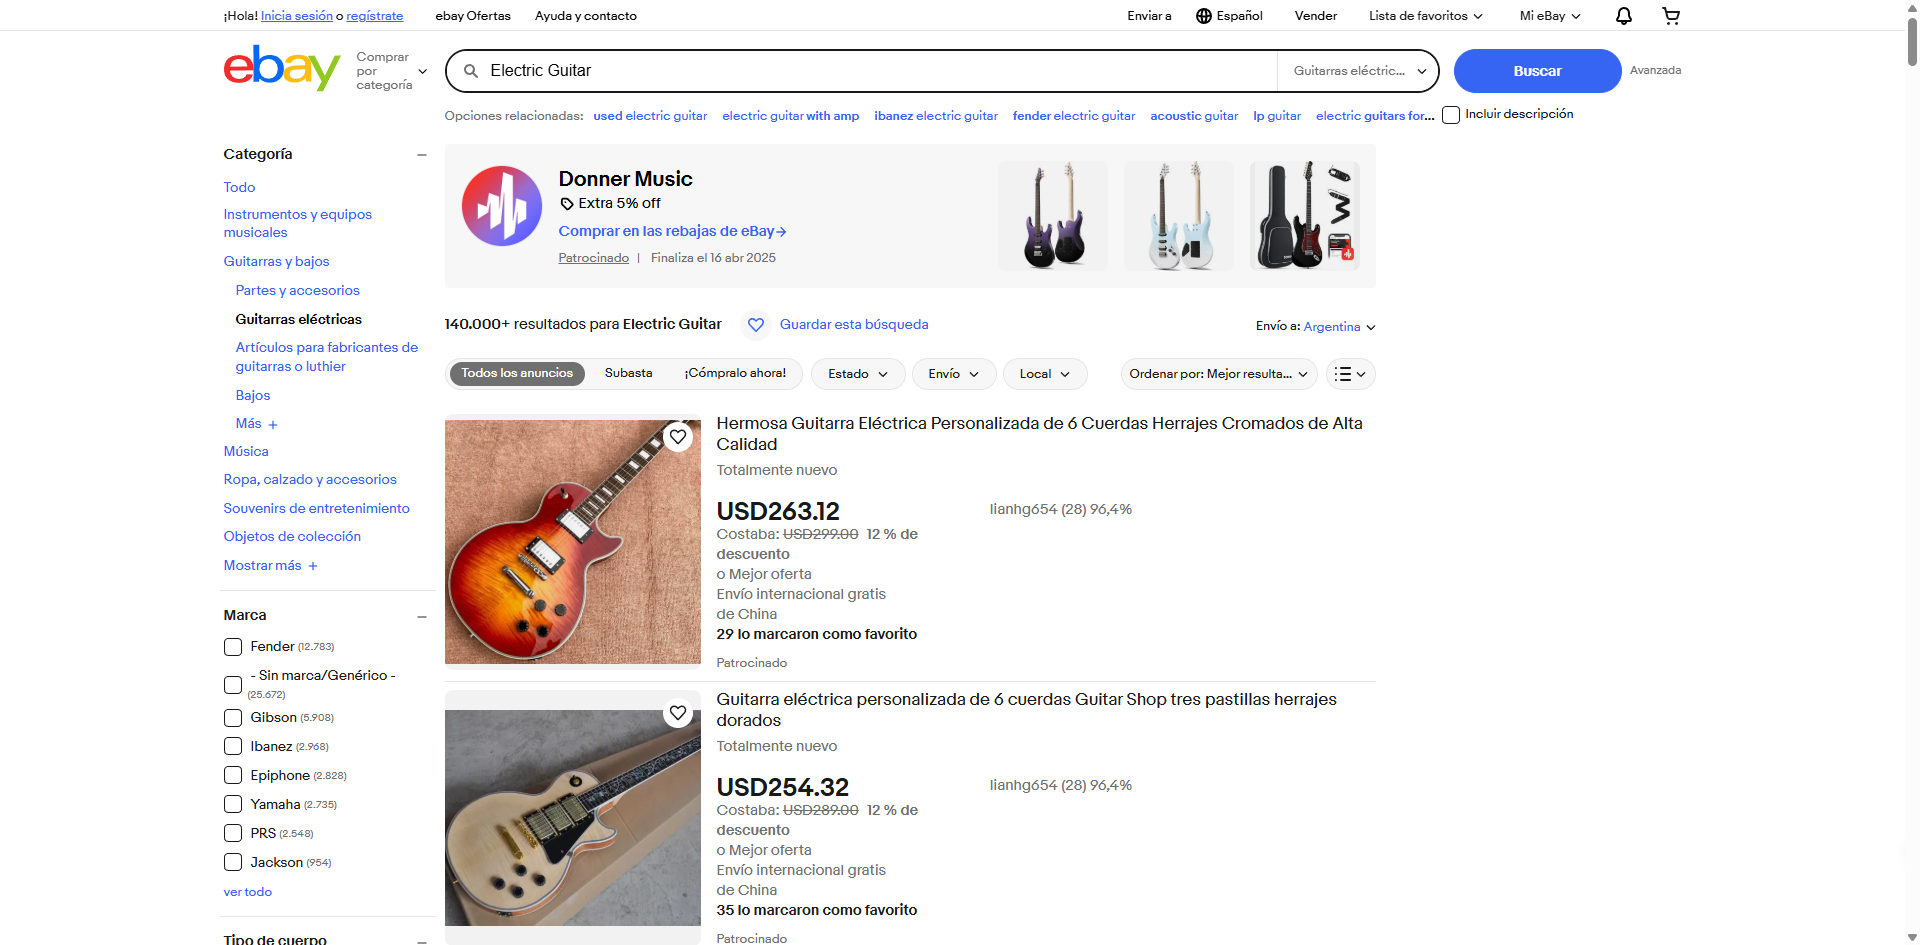 ¡Hola! Inicia sesión o regístrate
ebay Ofertas
Ayuda y contacto
Enviar a
Español
Vender
Lista de favoritos
Mi eBay
ebay
Comprar
por
categoría
Electric Guitar
Guitarras eléctric...
Buscar
Avanzada
Opciones relacionadas:
used electric guitar
electric guitar with amp
ibanez electric guitar
fender electric guitar
acoustic guitar
lp guitar
electric guitars for...
Incluir descripción
Categoría
Todo
Instrumentos y equipos
musicales
Guitarras y bajos
Partes y accesorios
Guitarras eléctricas
Artículos para fabricantes de
guitarras o luthier
Bajos
Más
Música
Ropa, calzado y accesorios
Souvenirs de entretenimiento
Objetos de colección
Mostrar más
Marca
Fender (12.783)
- Sin marca/Genérico -
(25.672)
Gibson (5.908)
Ibanez (2.968)
Epiphone (2.828)
Yamaha (2.735)
PRS (2.548)
Jackson (954)
ver todo
Tipo de cuerpo
Donner Music
Extra 5% off
Comprar en las rebajas de eBay
Patrocinado | Finaliza el 16 abr 2025
140.000+ resultados para Electric Guitar
Guardar esta búsqueda
Envío a: Argentina
Todos los anuncios
Subasta
¡Cómpralo ahora!
Estado
Envío
Local
Ordenar por: Mejor resulta...
Hermosa Guitarra Eléctrica Personalizada de 6 Cuerdas Herrajes Cromados de Alta
Calidad
Totalmente nuevo
USD263.12
lianhg654 (28) 96,4%
Costaba: USD299.00 12 % de
descuento
o Mejor oferta
Envío internacional gratis
de China
29 lo marcaron como favorito
Patrocinado
Guitarra eléctrica personalizada de 6 cuerdas Guitar Shop tres pastillas herrajes
dorados
Totalmente nuevo
USD254.32
lianhg654 (28) 96,4%
Costaba: USD289.00 12 % de
descuento
o Mejor oferta
Envío internacional gratis
de China
35 lo marcaron como favorito
Patrocinado